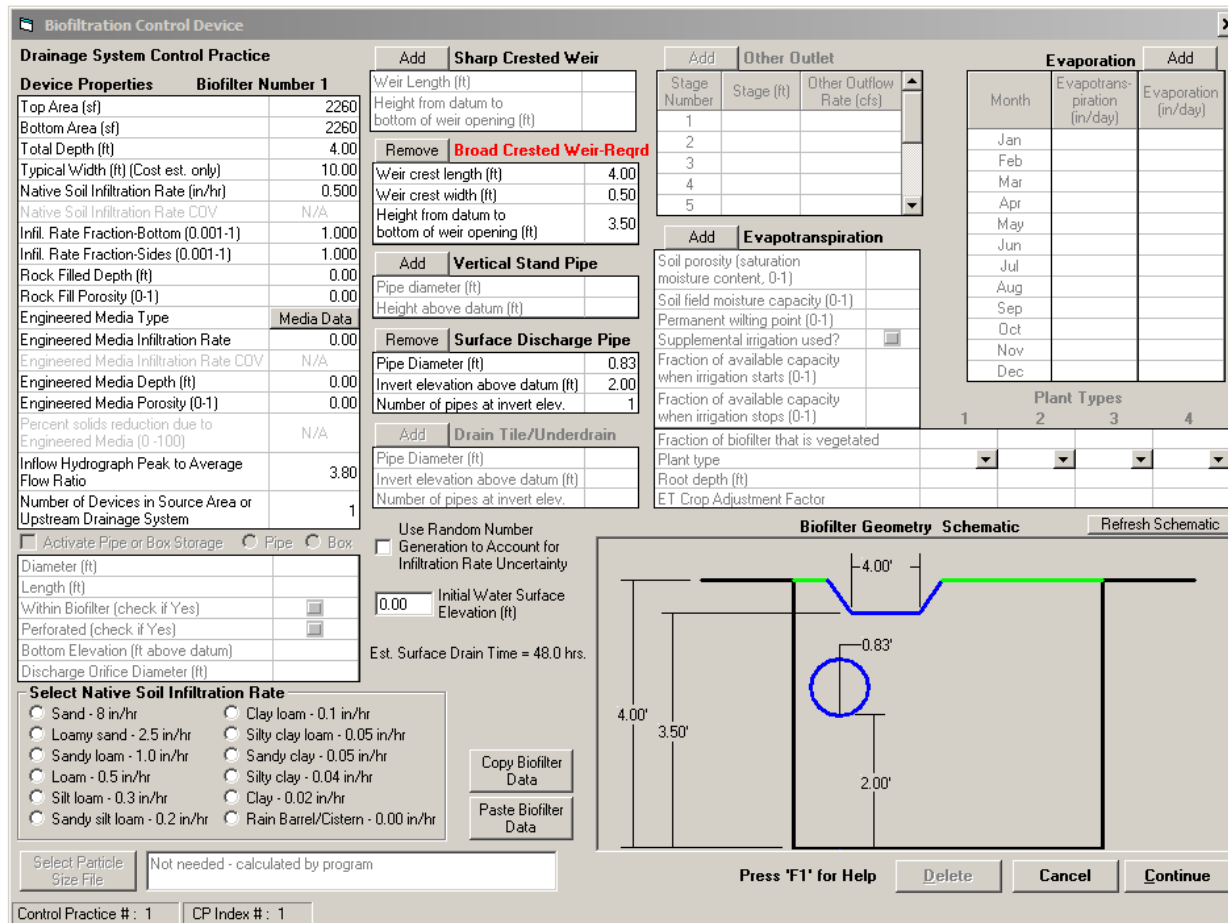 Biofiltration Control Device
Drainage System Control Practice
Device Properties Biofilter Number 1
Top Area (sf) 2260
Bottom Area (sf) 2260
Total Depth (ft) 4.00
Typical Width (ft) (Cost est. only) 10.00
Native Soil Infiltration Rate (in/hr) 0.500
Native Soil Infiltration Rate COV N/A
Infil. Rate Fraction-Bottom (0.001-1) 1.000
Infil. Rate Fraction-Sides (0.001-1) 1.000
Rock Filled Depth (ft) 0.00
Rock Fill Porosity (0-1) 0.00
Engineered Media Type Media Data
Engineered Media Infiltration Rate 0.00
Engineered Media Infiltration Rate COV N/A
Engineered Media Depth (ft) 0.00
Engineered Media Porosity (0-1) 0.00
Percent solids reduction due to
Engineered Media (0 -100) N/A
Inflow Hydrograph Peak to Average
Flow Ratio 3.80
Number of Devices in Source Area or
Upstream Drainage System 1
Activate Pipe or Box Storage Pipe Box
Diameter (ft)
Length (ft)
Within Biofilter (check if Yes)
Perforated (check if Yes)
Bottom Elevation (ft above datum)
Discharge Orifice Diameter (ft)
Select Native Soil Infiltration Rate
Sand - 8 in/hr
Loamy sand - 2.5 in/hr
Sandy loam - 1.0 in/hr
Loam - 0.5 in/hr
Silt loam - 0.3 in/hr
Sandy silt loam - 0.2 in/hr
Clay loam - 0.1 in/hr
Silty clay loam - 0.05 in/hr
Sandy clay - 0.05 in/hr
Silty clay - 0.04 in/hr
Clay - 0.02 in/hr
Rain Barrel/Cistern - 0.00 in/hr
Select Particle
Size File
Not needed - calculated by program
Control Practice # : 1 CP Index # : 1
Add Sharp Crested Weir
Weir Length (ft)
Height from datum to
bottom of weir opening (ft)
Remove Broad Crested Weir-Reqrd
Weir crest length (ft) 4.00
Weir crest width (ft) 0.50
Height from datum to
bottom of weir opening (ft) 3.50
Add Vertical Stand Pipe
Pipe diameter (ft)
Height above datum (ft)
Remove Surface Discharge Pipe
Pipe Diameter (ft) 0.83
Invert elevation above datum (ft) 2.00
Number of pipes at invert elev. 1
Add Drain Tile/Underdrain
Pipe Diameter (ft)
Invert elevation above datum (ft)
Number of pipes at invert elev.
Use Random Number
Generation to Account for
Infiltration Rate Uncertainty
0.00 Initial Water Surface
Elevation (ft)
Est. Surface Drain Time = 48.0 hrs.
Copy Biofilter
Data
Paste Biofilter
Data
Add Other Outlet
Stage
Number
Stage (ft)
Other Outflow
Rate (cfs)
1
2
3
4
5
Add Evapotranspiration
Soil porosity (saturation
moisture content, 0-1)
Soil field moisture capacity (0-1)
Permanent wilting point (0-1)
Supplemental irrigation used?
Fraction of available capacity
when irrigation starts (0-1)
Fraction of available capacity
when irrigation stops (0-1)
Fraction of biofilter that is vegetated
Plant type
Root depth (ft)
ET Crop Adjustment Factor
Evaporation Add
Month
Evapotrans-
piration
(in/day)
Evaporation
(in/day)
Jan
Feb
Mar
Apr
May
Jun
Jul
Aug
Sep
Oct
Nov
Dec
Plant Types
1 2 3 4
Biofilter Geometry Schematic Refresh Schematic
4.00'
0.83'
4.00'
3.50'
2.00'
Press 'F1' for Help Delete Cancel Continue